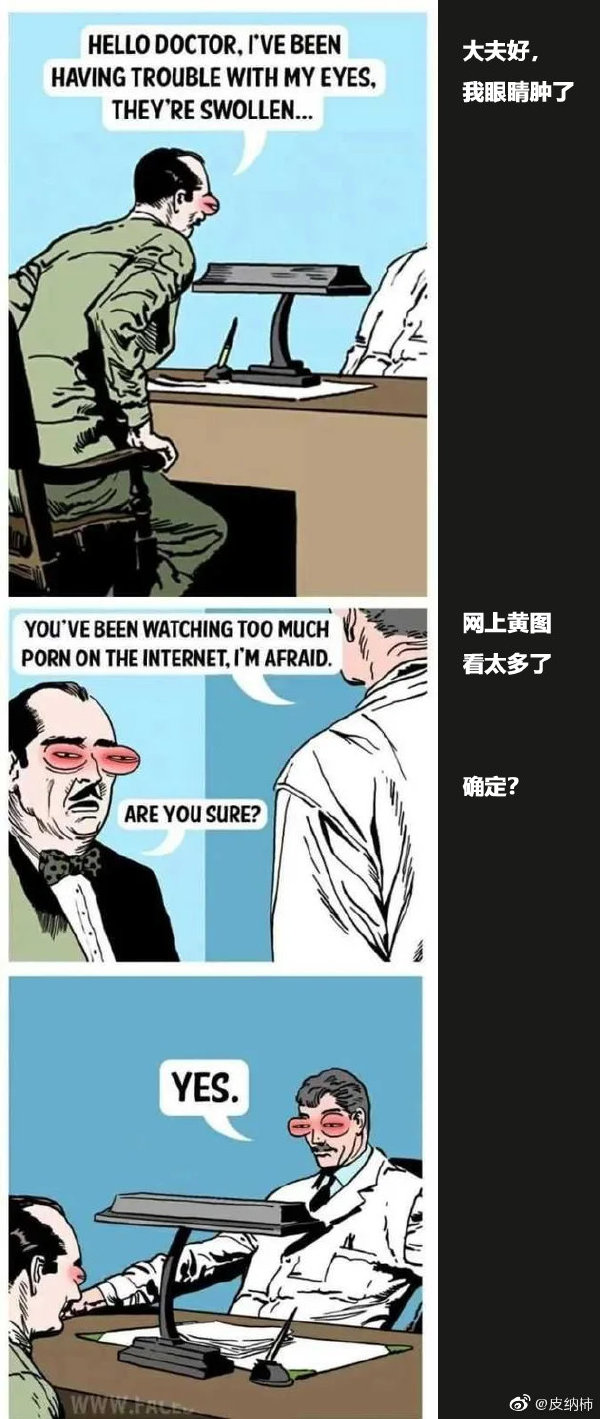 HELLO DOCTOR, I'VE BEEN
HAVING TROUBLE WITH MY EYES,
THEY'RE SWOLLEN...
大夫好，
我眼睛肿了
YOU'VE BEEN WATCHING TOO MUCH
PORN ON THE INTERNET, I'M AFRAID.
网上黄图
看太多了
ARE YOU SURE?
确定?
YES.
@皮纳柿